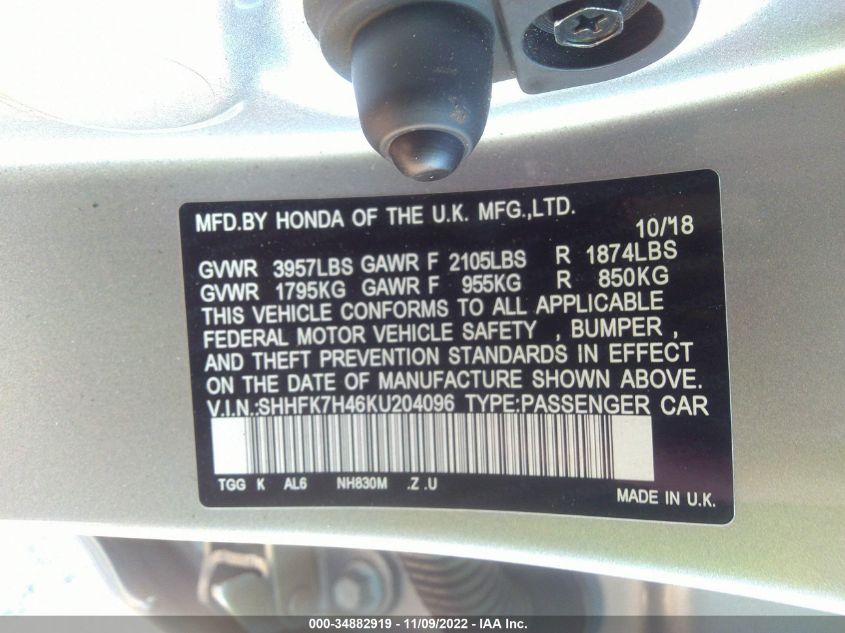 MFD.BY HONDA OF THE U.K. MFG.,LTD.
10/18
GVWR 3957LBS GAWR F 2105LBS R 1874LBS
GVWR 1795KG GAWR F 955KG R 850KG
THIS VEHICLE CONFORMS TO ALL APPLICABLE
FEDERAL MOTOR VEHICLE SAFETY , BUMPER ,
AND THEFT PREVENTION STANDARDS IN EFFECT
ON THE DATE OF MANUFACTURE SHOWN ABOVE.
V.I.N.:SHHFK7H46KU204096 TYPE:PASSENGER CAR
TGG K AL6 NH830M .Z .U
MADE IN U.K.
000-34882919 - 11/09/2022 - IAA Inc.